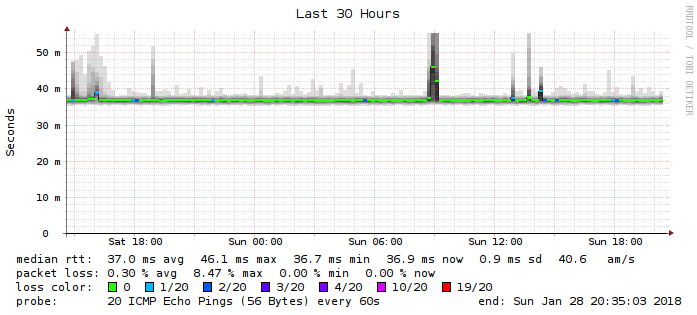 Last 30 Hours
RRDTOOL / TOBI OETIKER
Seconds
50 m
40 m
30 m
20 m
10 m
0
Sat 18:00 Sun 00:00 Sun 06:00 Sun 12:00 Sun 18:00
median rtt: 37.0 ms avg 46.1 ms max 36.7 ms min 36.9 ms now 0.9 ms sd 40.6 am/s
packet loss: 0.30 % avg 8.47 % max 0.00 % min 0.00 % now
loss color: 0 1/20 2/20 3/20 4/20 10/20 19/20
probe: 20 ICMP Echo Pings (56 Bytes) every 60s end: Sun Jan 28 20:35:03 2018